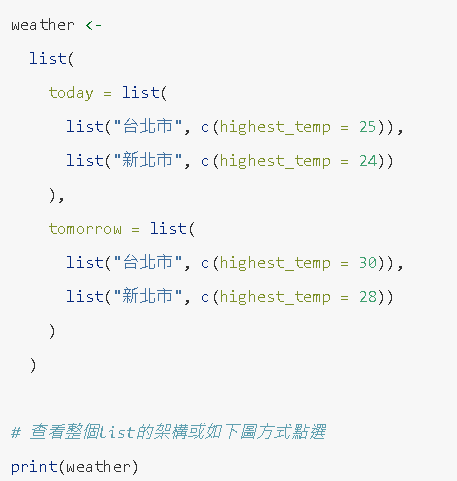 weather <-
list(
today = list(
list("台北市", c(highest_temp = 25)),
list("新北市", c(highest_temp = 24))
),
tomorrow = list(
list("台北市", c(highest_temp = 30)),
list("新北市", c(highest_temp = 28))
)
)
# 查看整個list的架構或如下圖方式點選
print(weather)